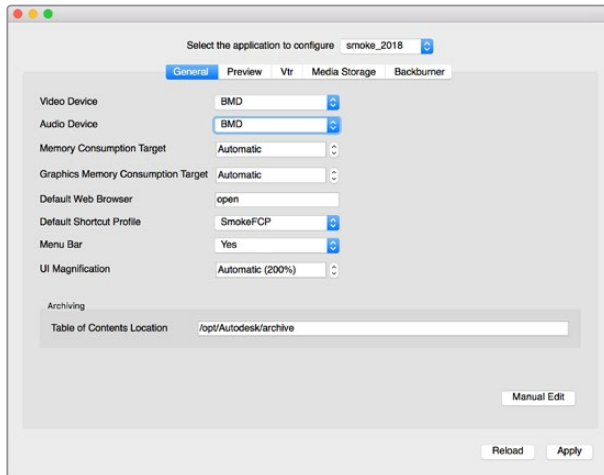 Select the application to configure smoke_2018
General Preview Vtr Media Storage Backburner
Video Device BMD
Audio Device BMD
Memory Consumption Target Automatic
Graphics Memory Consumption Target Automatic
Default Web Browser open
Default Shortcut Profile SmokeFCP
Menu Bar Yes
UI Magnification Automatic (200%)
Archiving
Table of Contents Location /opt/Autodesk/archive
Manual Edit
Reload Apply